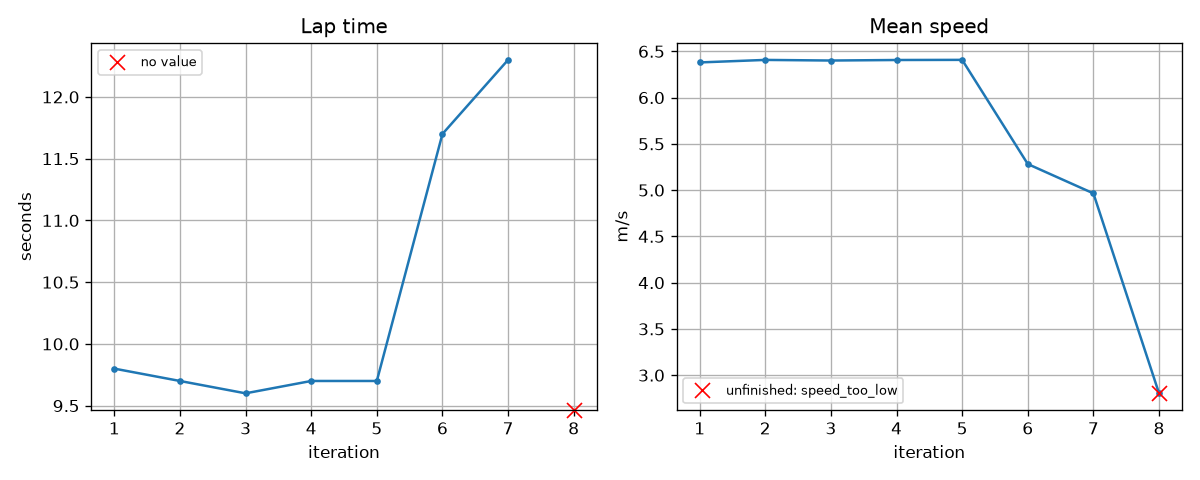 Lap time
no value
12.0
11.5
11.0
10.5
10.0
9.5
seconds
1 2 3 4 5 6 7 8
iteration
Mean speed
6.5
6.0
5.5
5.0
4.5
4.0
3.5
3.0
m/s
unfinished: speed_too_low
1 2 3 4 5 6 7 8
iteration